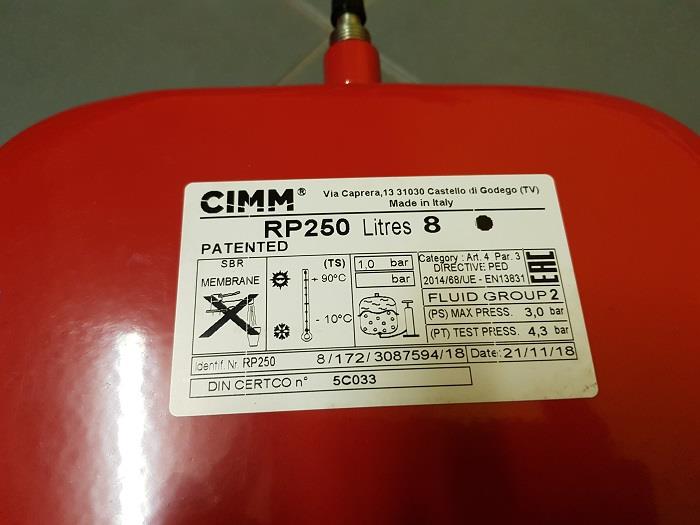 CIMM®
Via Caprera,13 31030 Castello di Godego (TV)
Made in Italy
RP250 Litres 8
PATENTED
SBR
MEMBRANE
(TS)
+ 90°C
- 10°C
1,0 bar
bar
Category : Art. 4 Par. 3
DIRECTIVE PED
2014/68/UE - EN13831
EAC
FLUID GROUP 2
(PS) MAX PRESS. 3,0 bar
(PT) TEST PRESS. 4,3 bar
Identif. Nr. RP250 8/172/3087594/18 Date: 21/11/18
DIN CERTCO n° 5C033